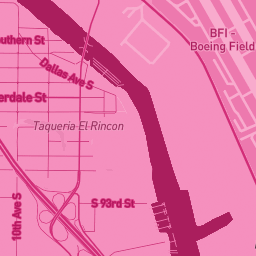 BFI -
Boeing Field
outhern St
Dallas Ave S
erdale St
Taqueria El Rincon
S 93rd St
10th Ave S